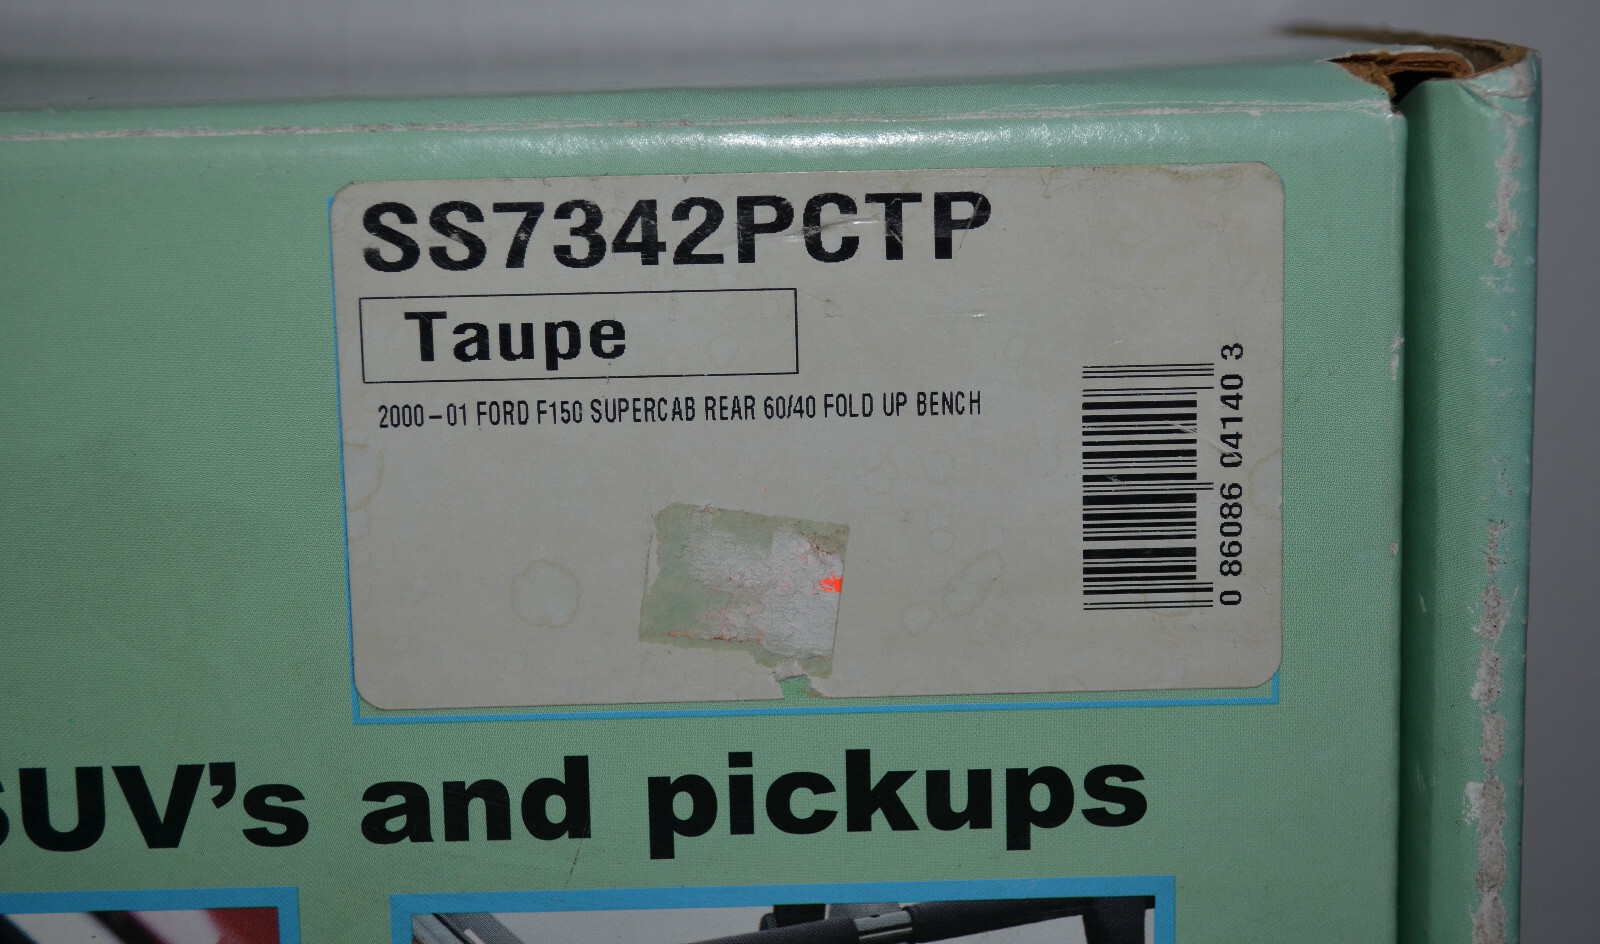 SS7342PCTP
Taupe
2000-01 FORD F150 SUPERCAB REAR 60/40 FOLD UP BENCH
0 86086 04140 3
SUV's and pickups